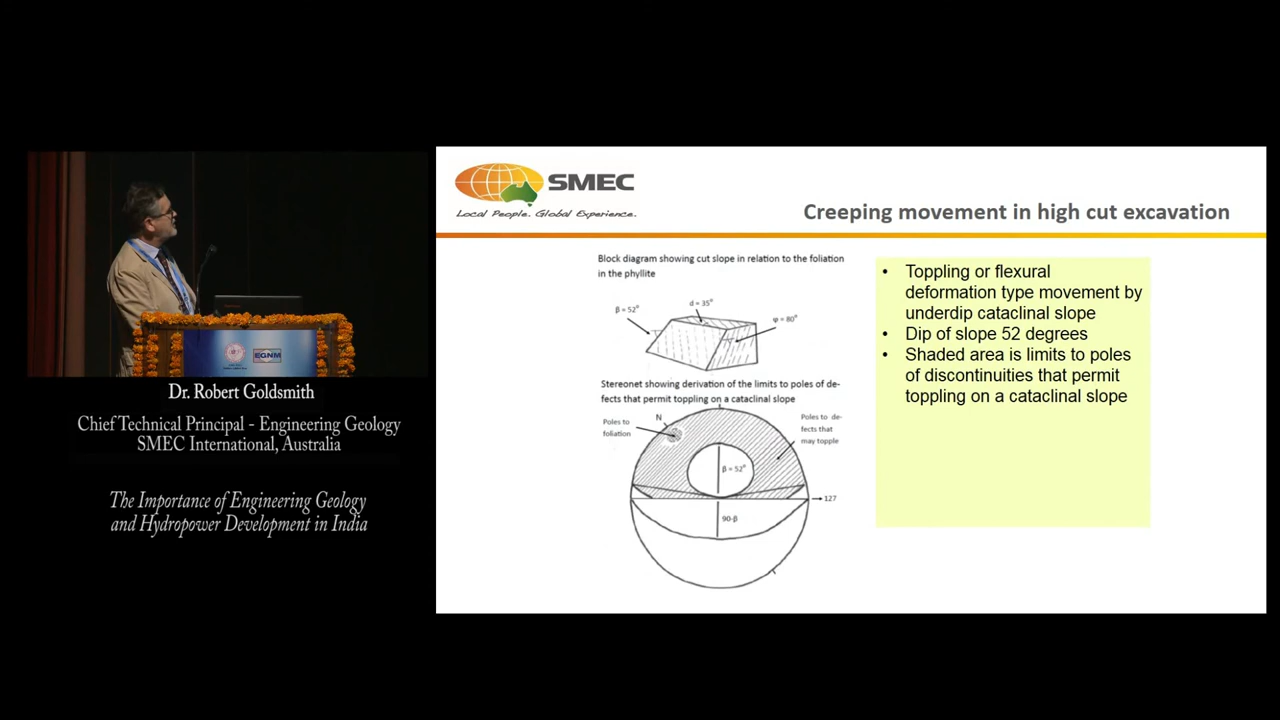 SMEC
Local People. Global Experience.
Creeping movement in high cut excavation
Block diagram showing cut slope in relation to the foliation
in the phyllite
β = 52°
d = 35°
φ = 80°
Stereonet showing derivation of the limits to poles of de-
fects that permit toppling on a cataclinal slope
Poles to
foliation
N
Poles to de-
fects that
may topple
β = 52°
127
90-β
• Toppling or flexural
deformation type movement by
underdip cataclinal slope
• Dip of slope 52 degrees
• Shaded area is limits to poles
of discontinuities that permit
toppling on a cataclinal slope
EGNM
Dr. Robert Goldsmith
Chief Technical Principal - Engineering Geology
SMEC International, Australia
The Importance of Engineering Geology
and Hydropower Development in India